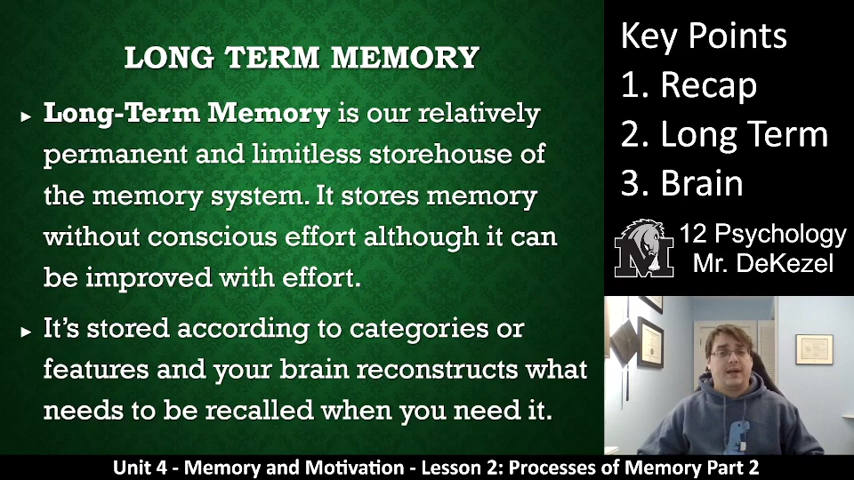 LONG TERM MEMORY
Long-Term Memory is our relatively
permanent and limitless storehouse of
the memory system. It stores memory
without conscious effort although it can
be improved with effort.
It's stored according to categories or
features and your brain reconstructs what
needs to be recalled when you need it.
Key Points
1. Recap
2. Long Term
3. Brain
M
12 Psychology
Mr. DeKezel
Unit 4 - Memory and Motivation - Lesson 2: Processes of Memory Part 2